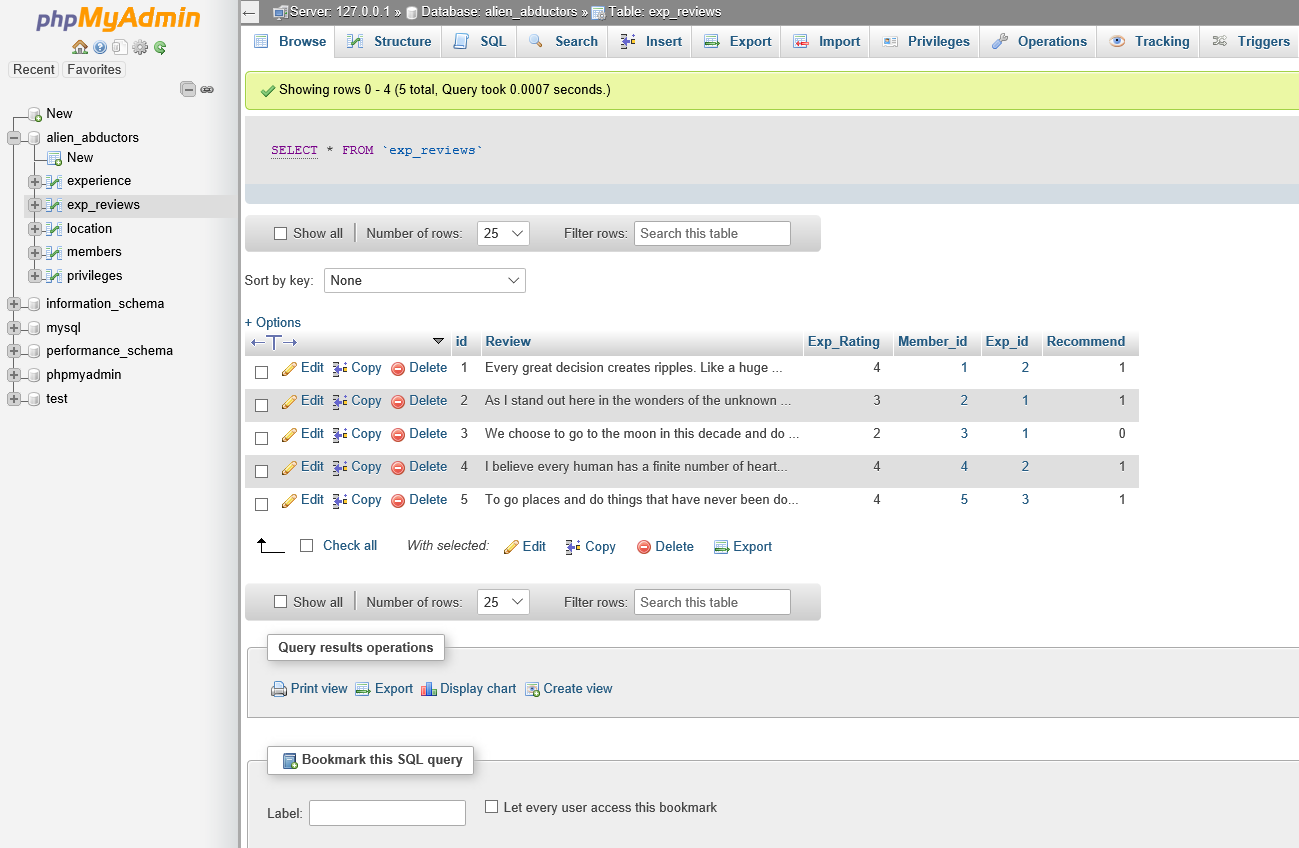 phpMyAdmin
Recent Favorites
New
alien_abductors
New
experience
exp_reviews
location
members
privileges
information_schema
mysql
performance_schema
phpmyadmin
test
Server: 127.0.0.1 » Database: alien_abductors » Table: exp_reviews
Browse Structure SQL Search Insert Export Import Privileges Operations Tracking Triggers
Showing rows 0 - 4 (5 total, Query took 0.0007 seconds.)
SELECT * FROM `exp_reviews`
Show all Number of rows: 25 Filter rows: Search this table
Sort by key: None
+ Options
←T→ id Review Exp_Rating Member_id Exp_id Recommend
Edit Copy Delete 1 Every great decision creates ripples. Like a huge ... 4 1 2 1
Edit Copy Delete 2 As I stand out here in the wonders of the unknown ... 3 2 1 1
Edit Copy Delete 3 We choose to go to the moon in this decade and do ... 2 3 1 0
Edit Copy Delete 4 I believe every human has a finite number of heart... 4 4 2 1
Edit Copy Delete 5 To go places and do things that have never been do... 4 5 3 1
Check all With selected: Edit Copy Delete Export
Show all Number of rows: 25 Filter rows: Search this table
Query results operations
Print view Export Display chart Create view
Bookmark this SQL query
Label: Let every user access this bookmark